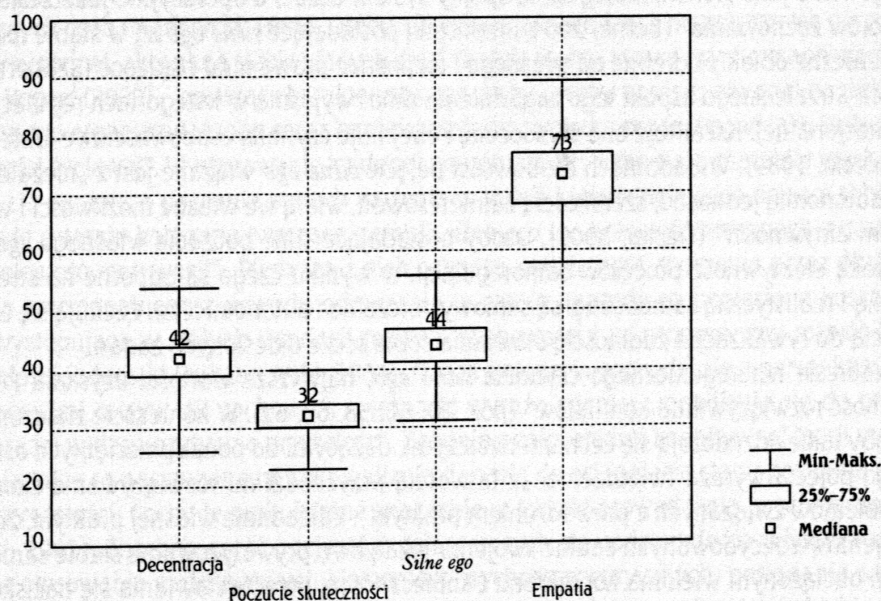 100
90
80
70
60
50
40
30
20
10
42
32
44
73
Decentracja
Poczucie skuteczności
Silne ego
Empatia
Min-Maks.
25%–75%
Mediana